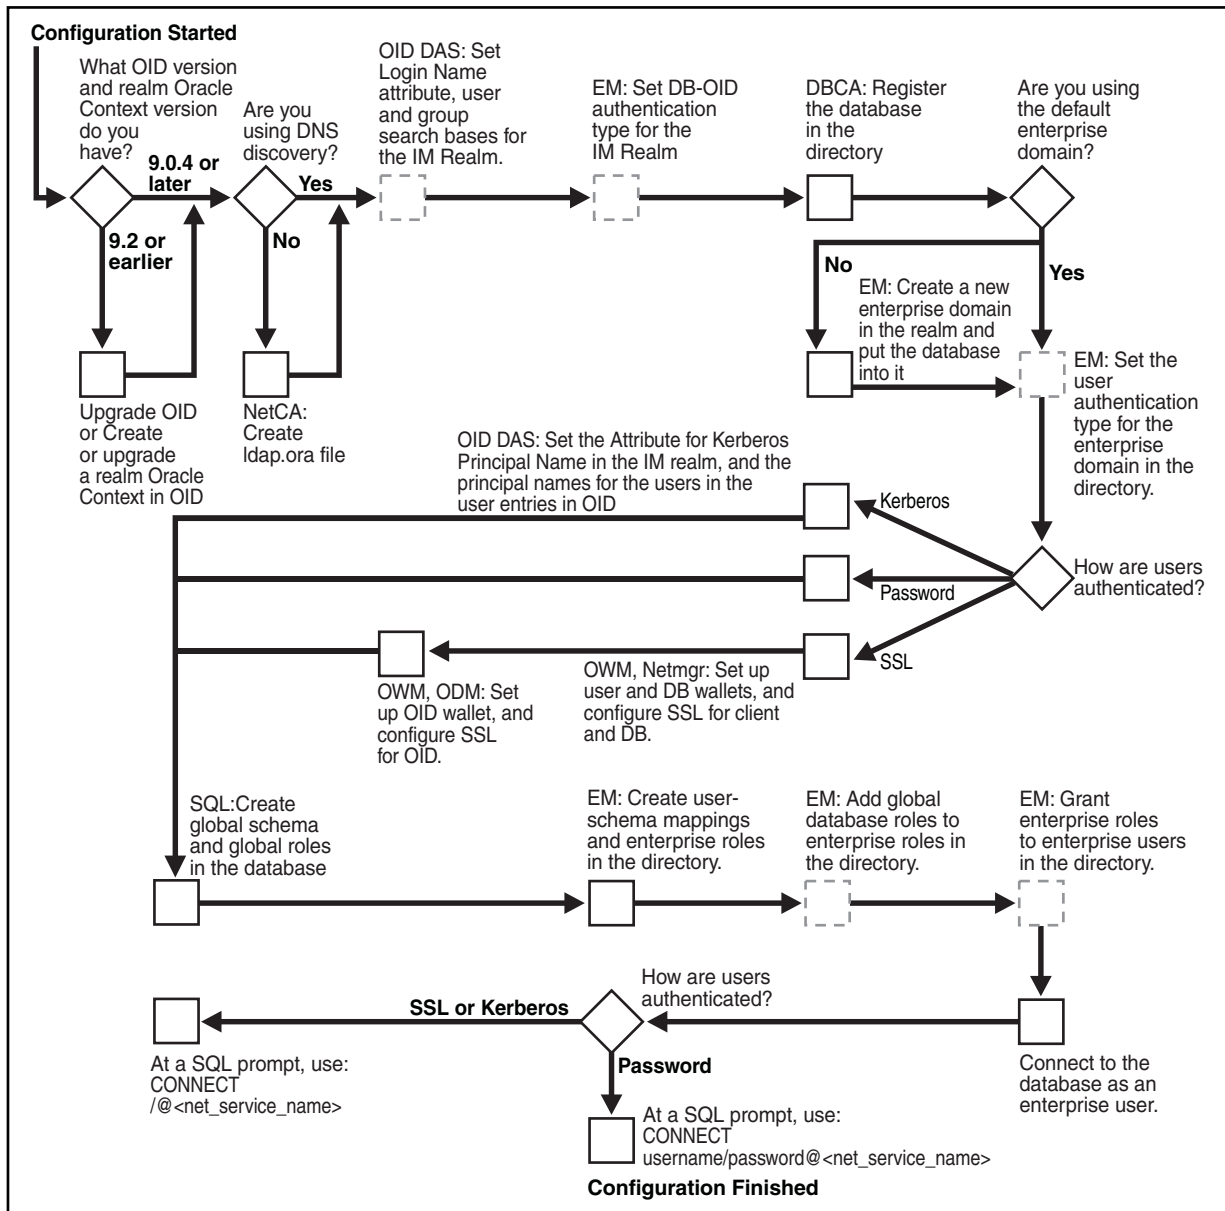 Configuration Started
What OID version
and realm Oracle
Context version
do you
have?
9.0.4 or
later
9.2 or
earlier
Upgrade OID
or Create
or upgrade
a realm Oracle
Context in OID
Are you
using DNS
discovery?
Yes
No
NetCA:
Create
ldap.ora file
OID DAS: Set
Login Name
attribute, user
and group
search bases for
the IM Realm.
EM: Set DB-OID
authentication
type for the
IM Realm
DBCA: Register
the database
in the
directory
Are you using
the default
enterprise
domain?
No
Yes
EM: Create a new
enterprise domain
in the realm and
put the database
into it
EM: Set the
user
authentication
type for the
enterprise
domain in the
directory.
How are users
authenticated?
Kerberos
Password
SSL
OID DAS: Set the Attribute for Kerberos
Principal Name in the IM realm, and the
principal names for the users in the
user entries in OID
OWM, Netmgr: Set up
user and DB wallets, and
configure SSL for client
and DB.
OWM, ODM: Set
up OID wallet, and
configure SSL
for OID.
SQL:Create
global schema
and global roles
in the database
EM: Create user-
schema mappings
and enterprise roles
in the directory.
EM: Add global
database roles to
enterprise roles in
the directory.
EM: Grant
enterprise roles
to enterprise users
in the directory.
Connect to the
database as an
enterprise user.
How are users
authenticated?
SSL or Kerberos
Password
At a SQL prompt, use:
CONNECT
/@<net_service_name>
At a SQL prompt, use:
CONNECT
username/password@<net_service_name>
Configuration Finished